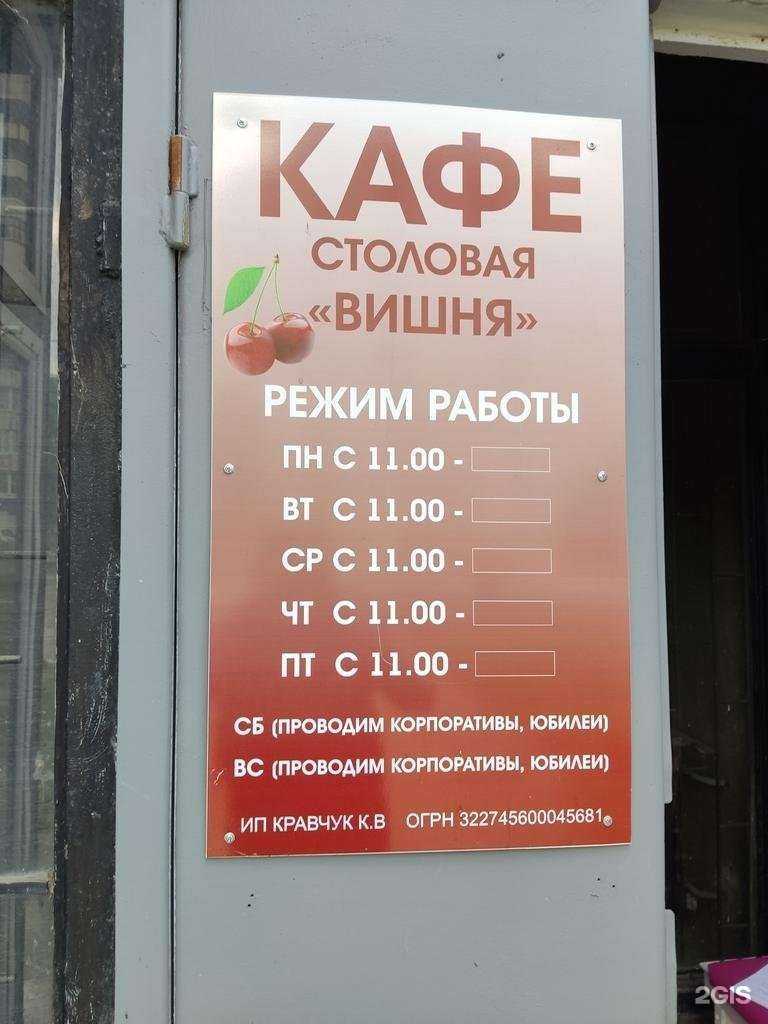 КАФЕ
СТОЛОВАЯ
«ВИШНЯ»
РЕЖИМ РАБОТЫ
ПН С 11.00 -
ВТ С 11.00 -
СР С 11.00 -
ЧТ С 11.00 -
ПТ С 11.00 -
СБ (ПРОВОДИМ КОРПОРАТИВЫ, ЮБИЛЕИ)
ВС (ПРОВОДИМ КОРПОРАТИВЫ, ЮБИЛЕИ)
ИП КРАВЧУК К.В ОГРН 322745600045681
2GIS